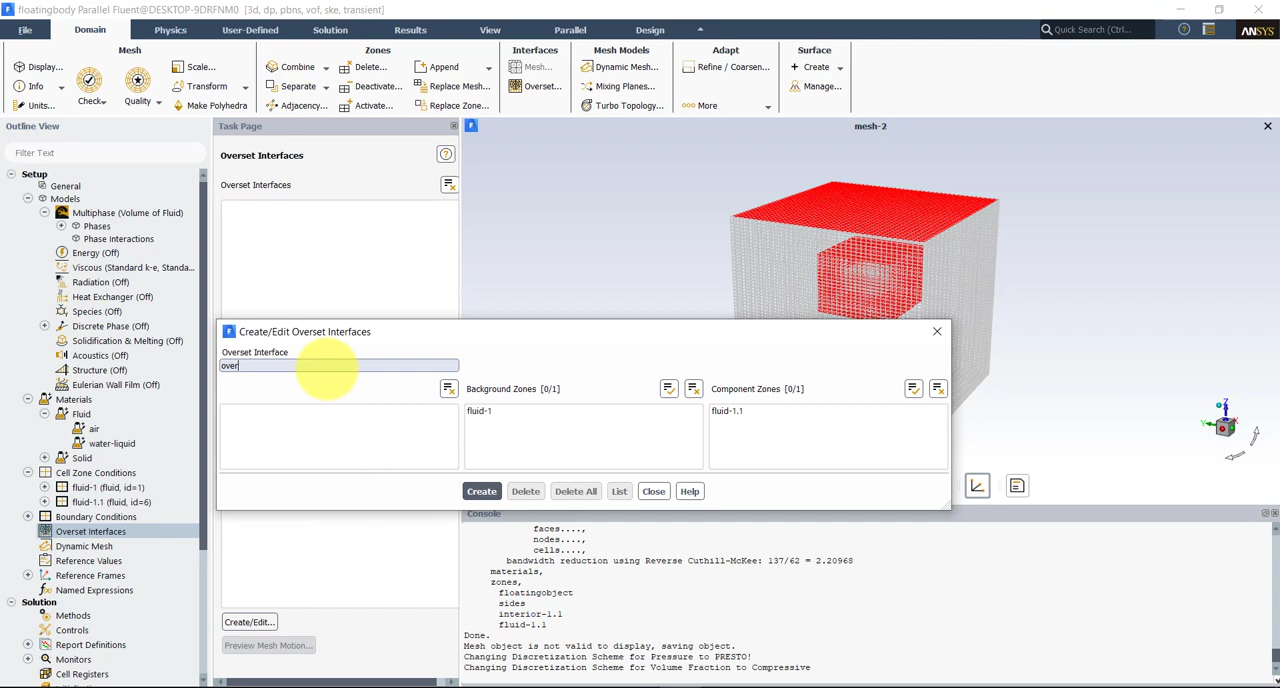 floatingbody Parallel Fluent@DESKTOP-9DRFNM0 [3d, dp, pbns, vof, ske, transient]
File
Domain
Physics
User-Defined
Solution
Results
View
Parallel
Design
Quick Search (Ctrl...
ANSYS
Mesh
Zones
Interfaces
Mesh Models
Adapt
Surface
Display...
Info
Units...
Check
Quality
Scale...
Transform
Make Polyhedra
Combine
Separate
Adjacency...
Delete...
Deactivate...
Activate...
Append
Replace Mesh...
Replace Zone...
Mesh...
Overset...
Dynamic Mesh...
Mixing Planes...
Turbo Topology...
Refine / Coarsen...
More
Create
Manage...
Outline View
Filter Text
Setup
General
Models
Multiphase (Volume of Fluid)
Phases
Phase Interactions
Energy (Off)
Viscous (Standard k-e, Standa...
Radiation (Off)
Heat Exchanger (Off)
Species (Off)
Discrete Phase (Off)
Solidification & Melting (Off)
Acoustics (Off)
Structure (Off)
Eulerian Wall Film (Off)
Materials
Fluid
air
water-liquid
Solid
Cell Zone Conditions
fluid-1 (fluid, id=1)
fluid-1.1 (fluid, id=6)
Boundary Conditions
Overset Interfaces
Dynamic Mesh
Reference Values
Reference Frames
Named Expressions
Solution
Methods
Controls
Report Definitions
Monitors
Cell Registers
Task Page
Overset Interfaces
Overset Interfaces
Create/Edit...
Preview Mesh Motion...
mesh-2
Create/Edit Overset Interfaces
Overset Interface
over
Background Zones [0/1]
fluid-1
Component Zones [0/1]
fluid-1.1
Create
Delete
Delete All
List
Close
Help
Z
X
Y
Console
faces....,
nodes....,
cells....,
bandwidth reduction using Reverse Cuthill-McKee: 137/62 = 2.20968
materials,
zones,
floatingobject
sides
interior-1.1
fluid-1.1
Done.
Mesh object is not valid to display, saving object.
Changing Discretization Scheme for Pressure to PRESTO!
Changing Discretization Scheme for Volume Fraction to Compressive